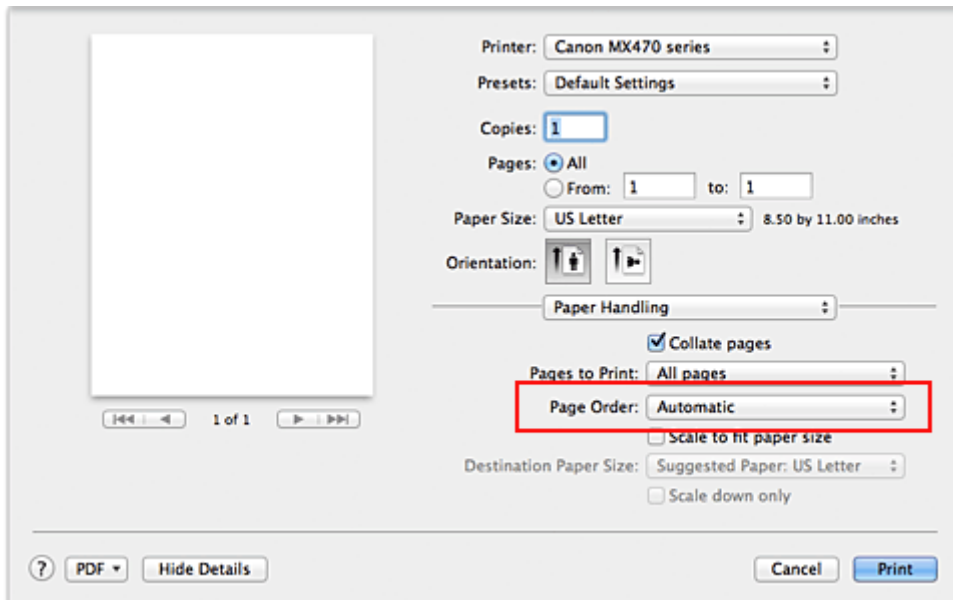 Printer: Canon MX470 series
Presets: Default Settings
Copies: 1
Pages: All
From: 1 to: 1
Paper Size: US Letter 8.50 by 11.00 inches
Orientation:
Paper Handling
Collate pages
Pages to Print: All pages
Page Order: Automatic
Scale to fit paper size
Destination Paper Size: Suggested Paper: US Letter
Scale down only
1 of 1
? PDF Hide Details Cancel Print